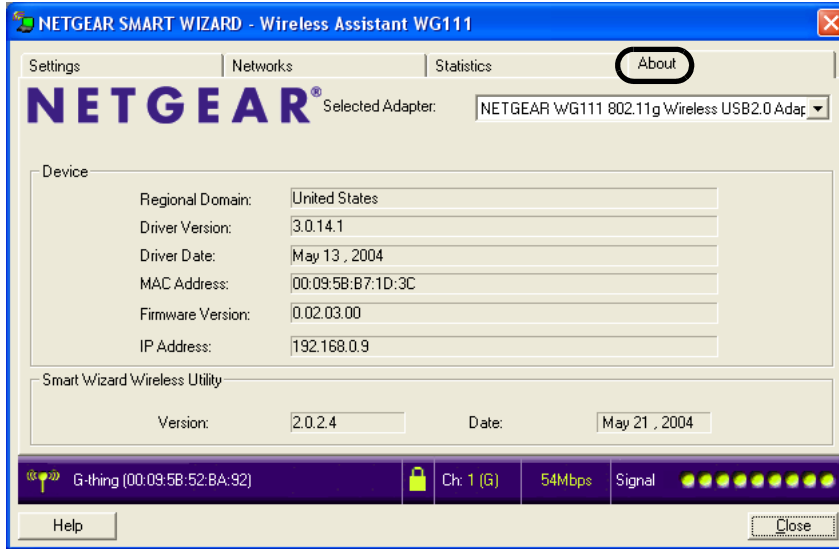 NETGEAR SMART WIZARD - Wireless Assistant WG111
Settings Networks Statistics About
NETGEAR® Selected Adapter: NETGEAR WG111 802.11g Wireless USB2.0 Adap
Device
Regional Domain: United States
Driver Version: 3.0.14.1
Driver Date: May 13 , 2004
MAC Address: 00:09:5B:B7:1D:3C
Firmware Version: 0.02.03.00
IP Address: 192.168.0.9
Smart Wizard Wireless Utility
Version: 2.0.2.4 Date: May 21 , 2004
G-thing (00:09:5B:52:BA:92) Ch: 1 (G) 54Mbps Signal
Help Close